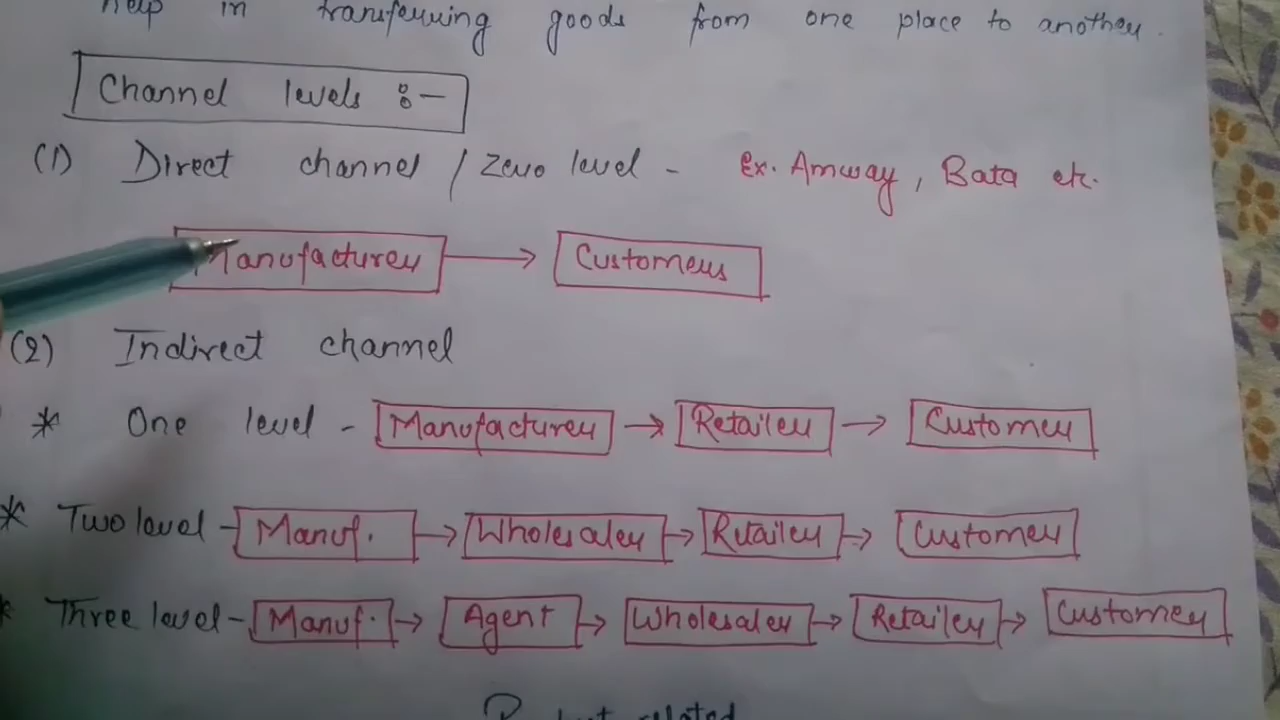 help in transferring goods from one place to another.
Channel levels :-
(1) Direct channel / Zero level - Ex. Amway, Bata etc.
Manufacturer → Customers
(2) Indirect channel
* One level - Manufacturer → Retailer → Customer
* Two level - Manuf. → Wholesaler → Retailer → Customer
* Three level - Manuf. → Agent → Wholesaler → Retailer → Customer
related